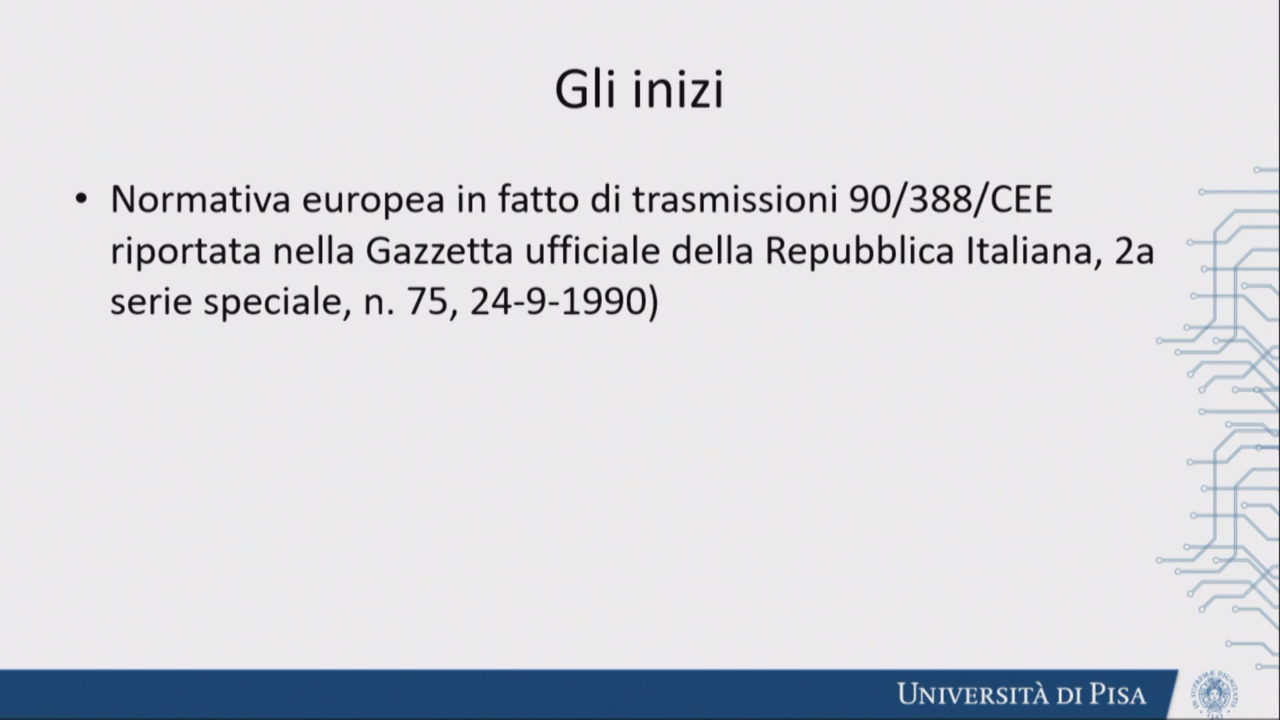 Gli inizi
• Normativa europea in fatto di trasmissioni 90/388/CEE
riportata nella Gazzetta ufficiale della Repubblica Italiana, 2a
serie speciale, n. 75, 24-9-1990)
UNIVERSITÀ DI PISA